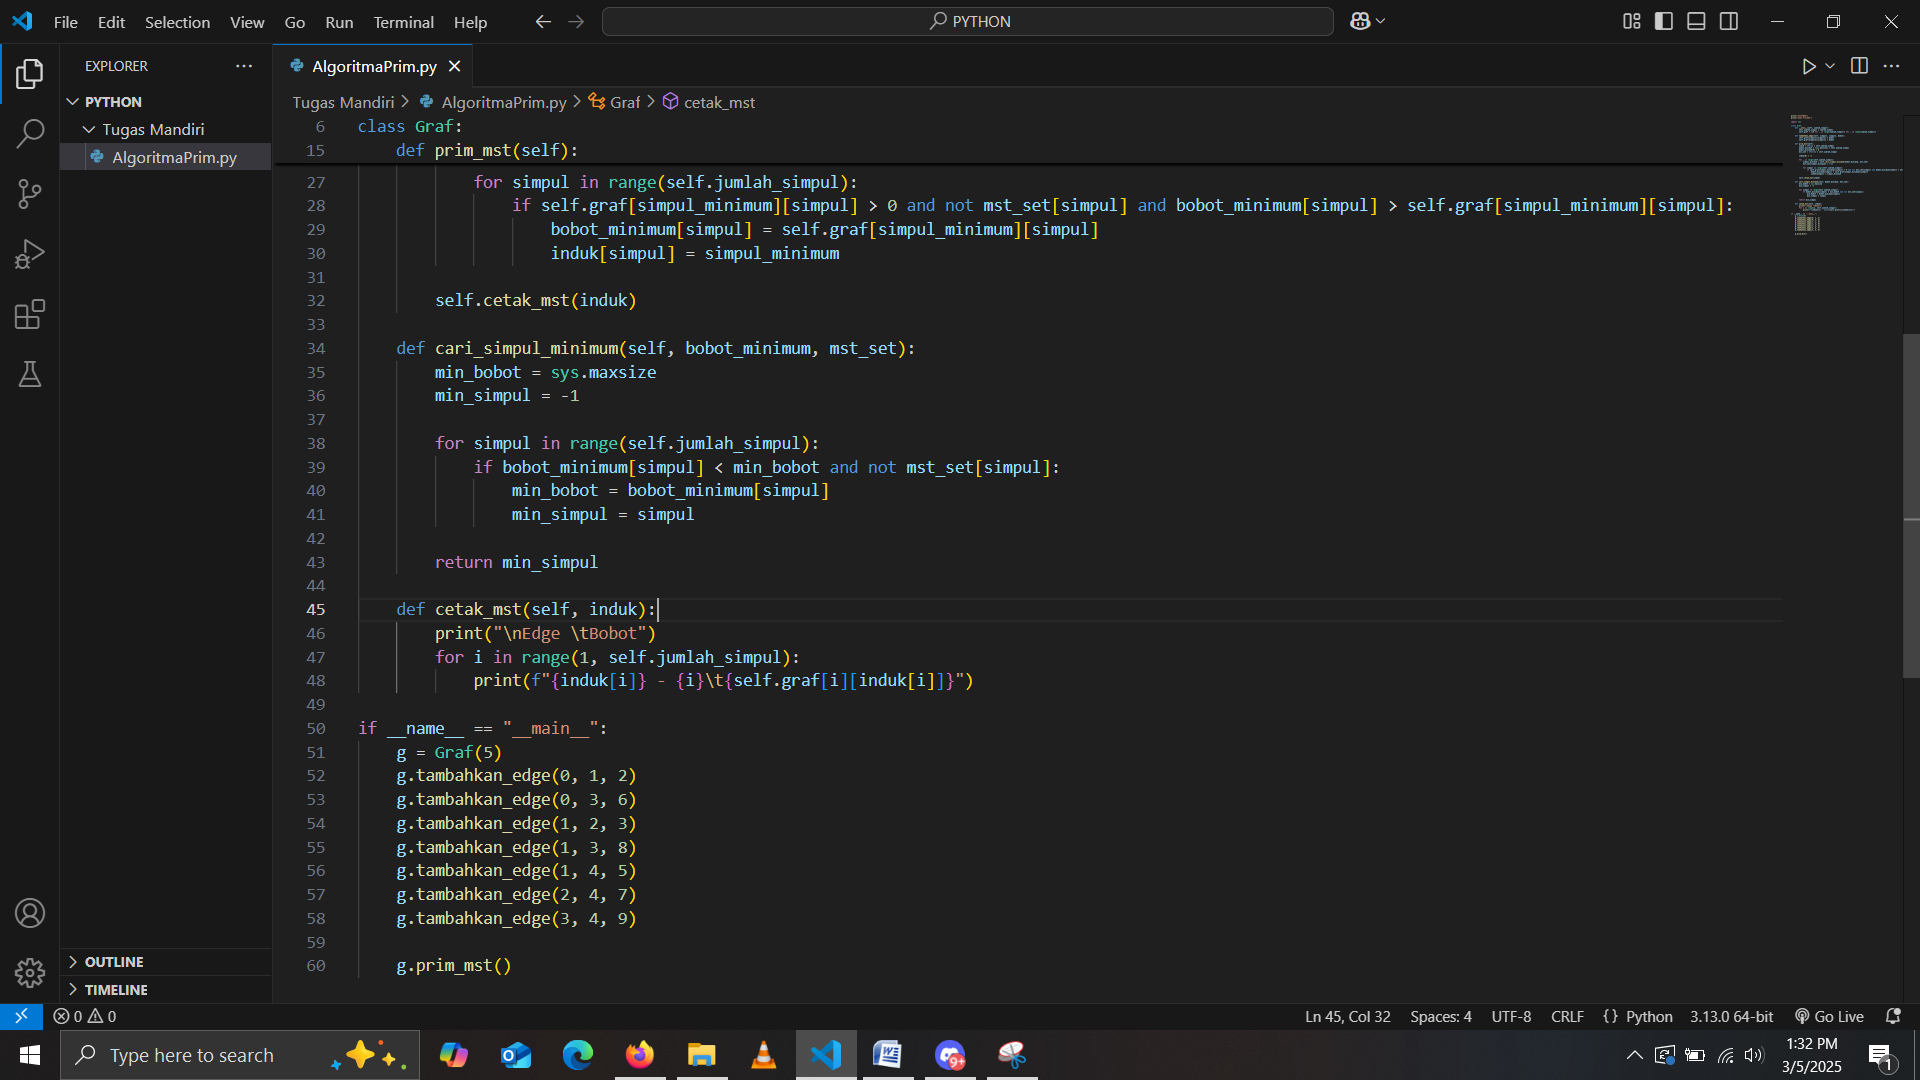 File Edit Selection View Go Run Terminal Help
PYTHON
EXPLORER
PYTHON
Tugas Mandiri
AlgoritmaPrim.py
OUTLINE
TIMELINE
AlgoritmaPrim.py
Tugas Mandiri > AlgoritmaPrim.py > Graf > cetak_mst
6 class Graf:
15 def prim_mst(self):
27 for simpul in range(self.jumlah_simpul):
28 if self.graf[simpul_minimum][simpul] > 0 and not mst_set[simpul] and bobot_minimum[simpul] > self.graf[simpul_minimum][simpul]:
29 bobot_minimum[simpul] = self.graf[simpul_minimum][simpul]
30 induk[simpul] = simpul_minimum
31
32 self.cetak_mst(induk)
33
34 def cari_simpul_minimum(self, bobot_minimum, mst_set):
35 min_bobot = sys.maxsize
36 min_simpul = -1
37
38 for simpul in range(self.jumlah_simpul):
39 if bobot_minimum[simpul] < min_bobot and not mst_set[simpul]:
40 min_bobot = bobot_minimum[simpul]
41 min_simpul = simpul
42
43 return min_simpul
44
45 def cetak_mst(self, induk):
46 print("\nEdge \tBobot")
47 for i in range(1, self.jumlah_simpul):
48 print(f"{induk[i]} - {i}\t{self.graf[i][induk[i]]}")
49
50 if __name__ == "__main__":
51 g = Graf(5)
52 g.tambahkan_edge(0, 1, 2)
53 g.tambahkan_edge(0, 3, 6)
54 g.tambahkan_edge(1, 2, 3)
55 g.tambahkan_edge(1, 3, 8)
56 g.tambahkan_edge(1, 4, 5)
57 g.tambahkan_edge(2, 4, 7)
58 g.tambahkan_edge(3, 4, 9)
59
60 g.prim_mst()
0 0
Ln 45, Col 32 Spaces: 4 UTF-8 CRLF {} Python 3.13.0 64-bit Go Live
Type here to search
9+
1:32 PM
3/5/2025
1